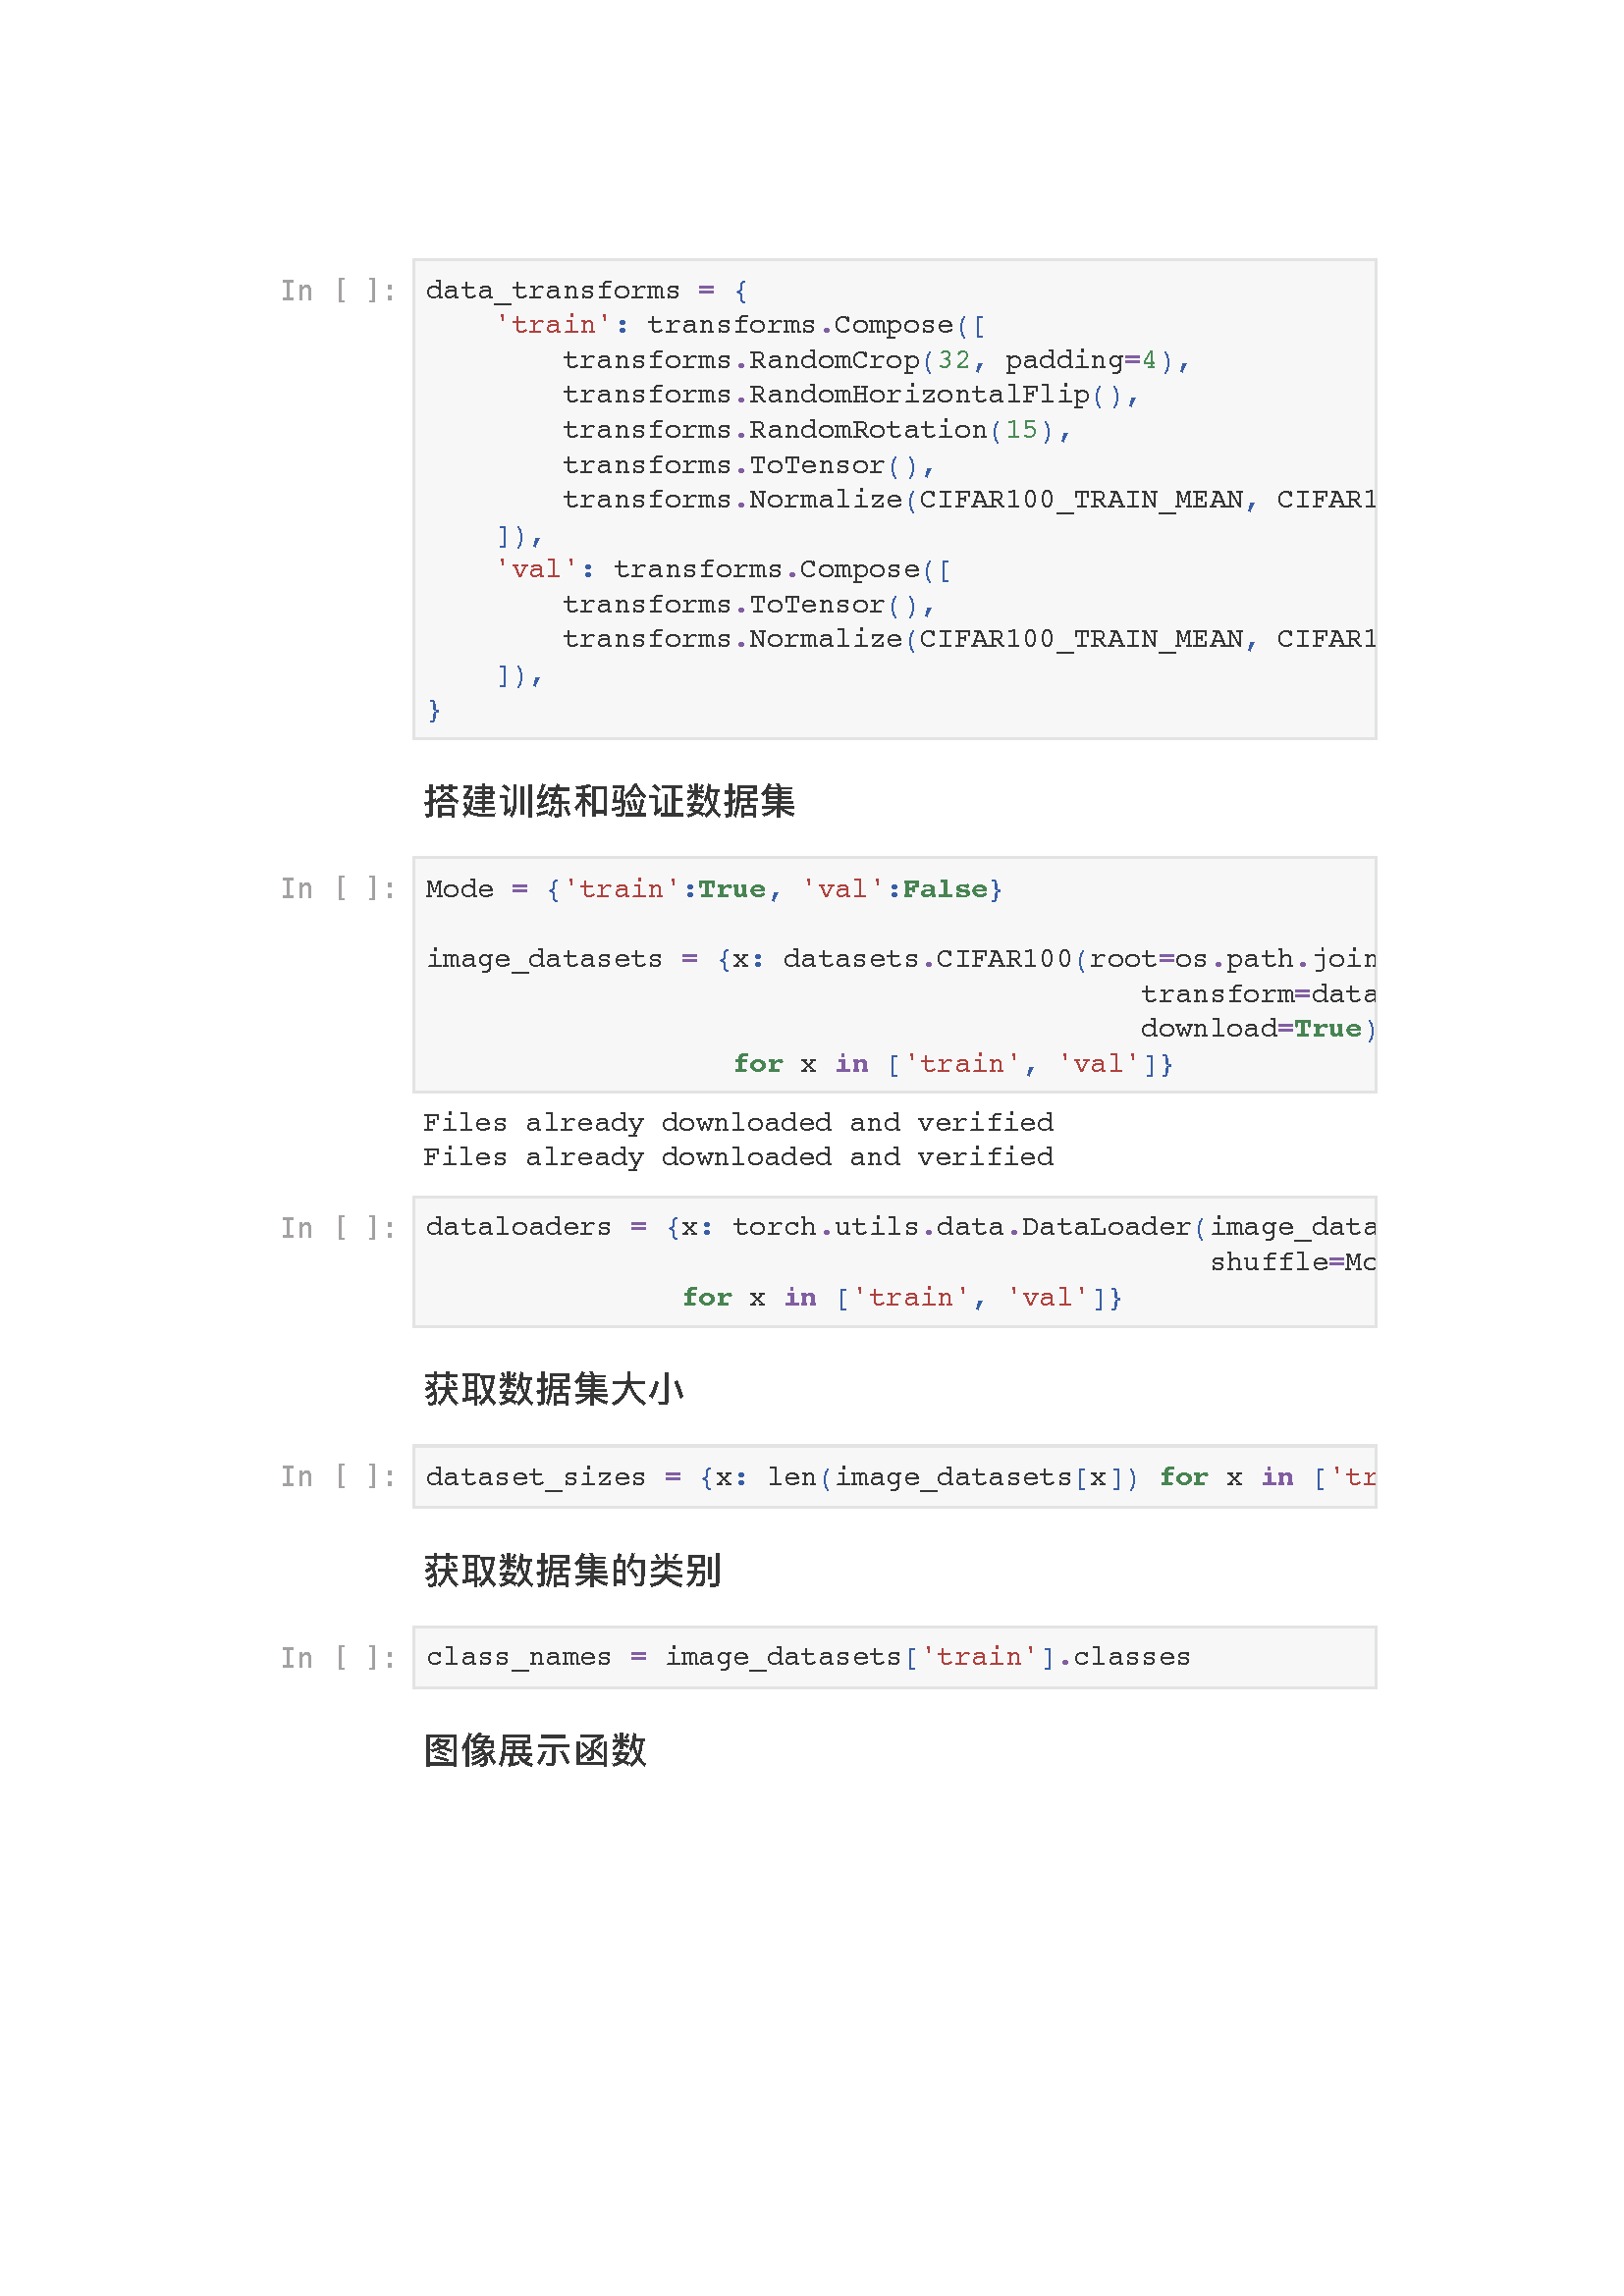 In [ ]: data_transforms = {
    'train': transforms.Compose([
        transforms.RandomCrop(32, padding=4),
        transforms.RandomHorizontalFlip(),
        transforms.RandomRotation(15),
        transforms.ToTensor(),
        transforms.Normalize(CIFAR100_TRAIN_MEAN, CIFAR1
    ]),
    'val': transforms.Compose([
        transforms.ToTensor(),
        transforms.Normalize(CIFAR100_TRAIN_MEAN, CIFAR1
    ]),
}
搭建训练和验证数据集
In [ ]: Mode = {'train':True, 'val':False}
image_datasets = {x: datasets.CIFAR100(root=os.path.join
                                          transform=data
                                          download=True)
                  for x in ['train', 'val']}
Files already downloaded and verified
Files already downloaded and verified
In [ ]: dataloaders = {x: torch.utils.data.DataLoader(image_data
                                              shuffle=Mo
               for x in ['train', 'val']}
获取数据集大小
In [ ]: dataset_sizes = {x: len(image_datasets[x]) for x in ['tr
获取数据集的类别
In [ ]: class_names = image_datasets['train'].classes
图像展示函数